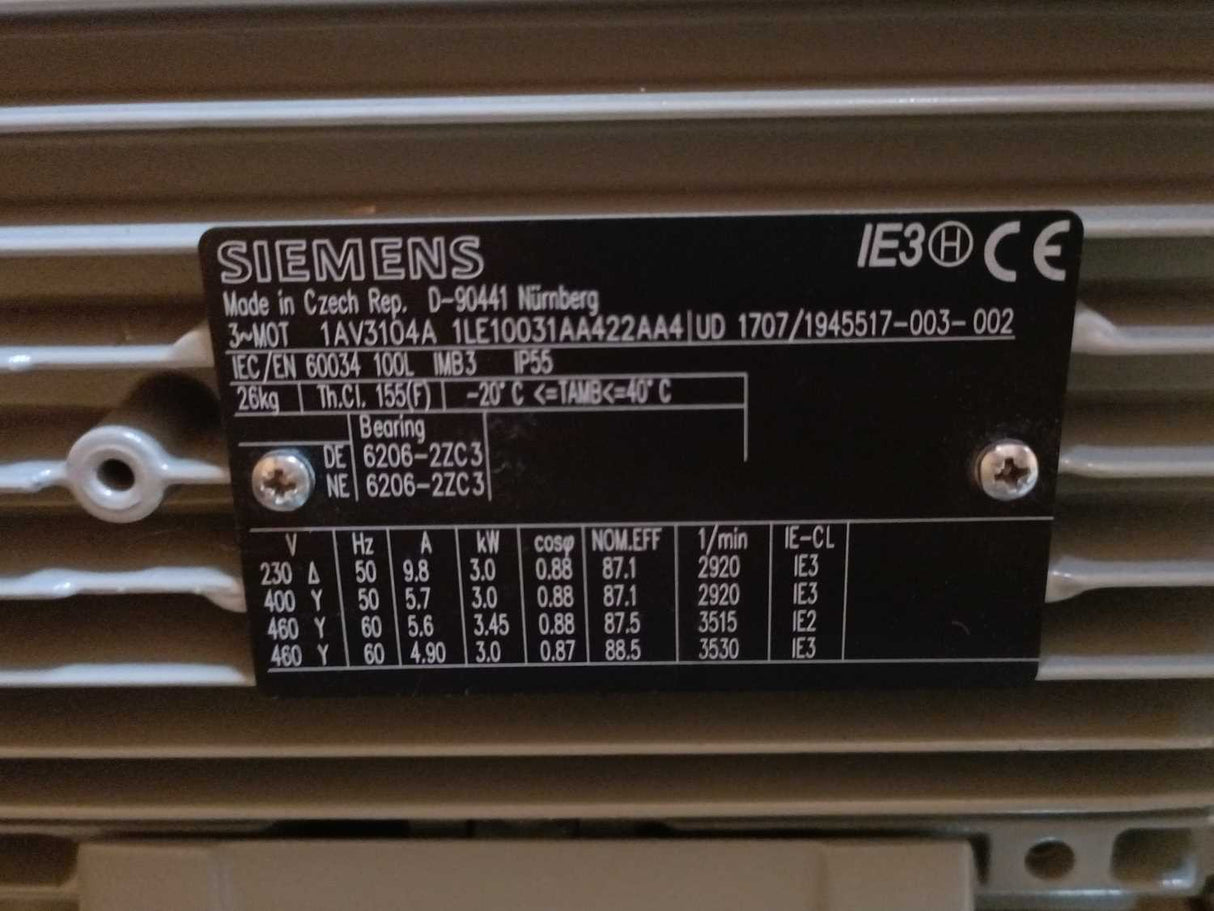 SIEMENS IE3 H CE
Made in Czech Rep. D-90441 Nürnberg
3~MOT 1AV3104A 1LE10031AA422AA4 UD 1707/1945517-003-002
IEC/EN 60034 100L IMB3 IP55
26kg Th.Cl. 155(F) -20°C <=TAMB<=40°C
Bearing
DE 6206-2ZC3
NE 6206-2ZC3
V Hz A kW cosφ NOM.EFF 1/min IE-CL
230 Δ 50 9.8 3.0 0.88 87.1 2920 IE3
400 Y 50 5.7 3.0 0.88 87.1 2920 IE3
460 Y 60 5.6 3.45 0.88 87.5 3515 IE2
460 Y 60 4.90 3.0 0.87 88.5 3530 IE3